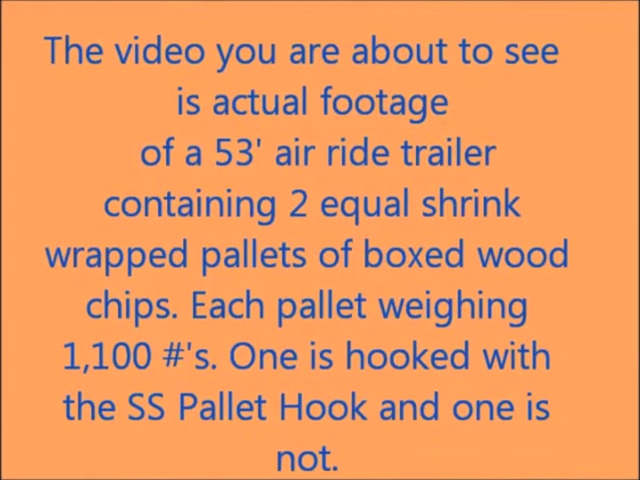 The video you are about to see
is actual footage
of a 53' air ride trailer
containing 2 equal shrink
wrapped pallets of boxed wood
chips. Each pallet weighing
1,100 #'s. One is hooked with
the SS Pallet Hook and one is
not.